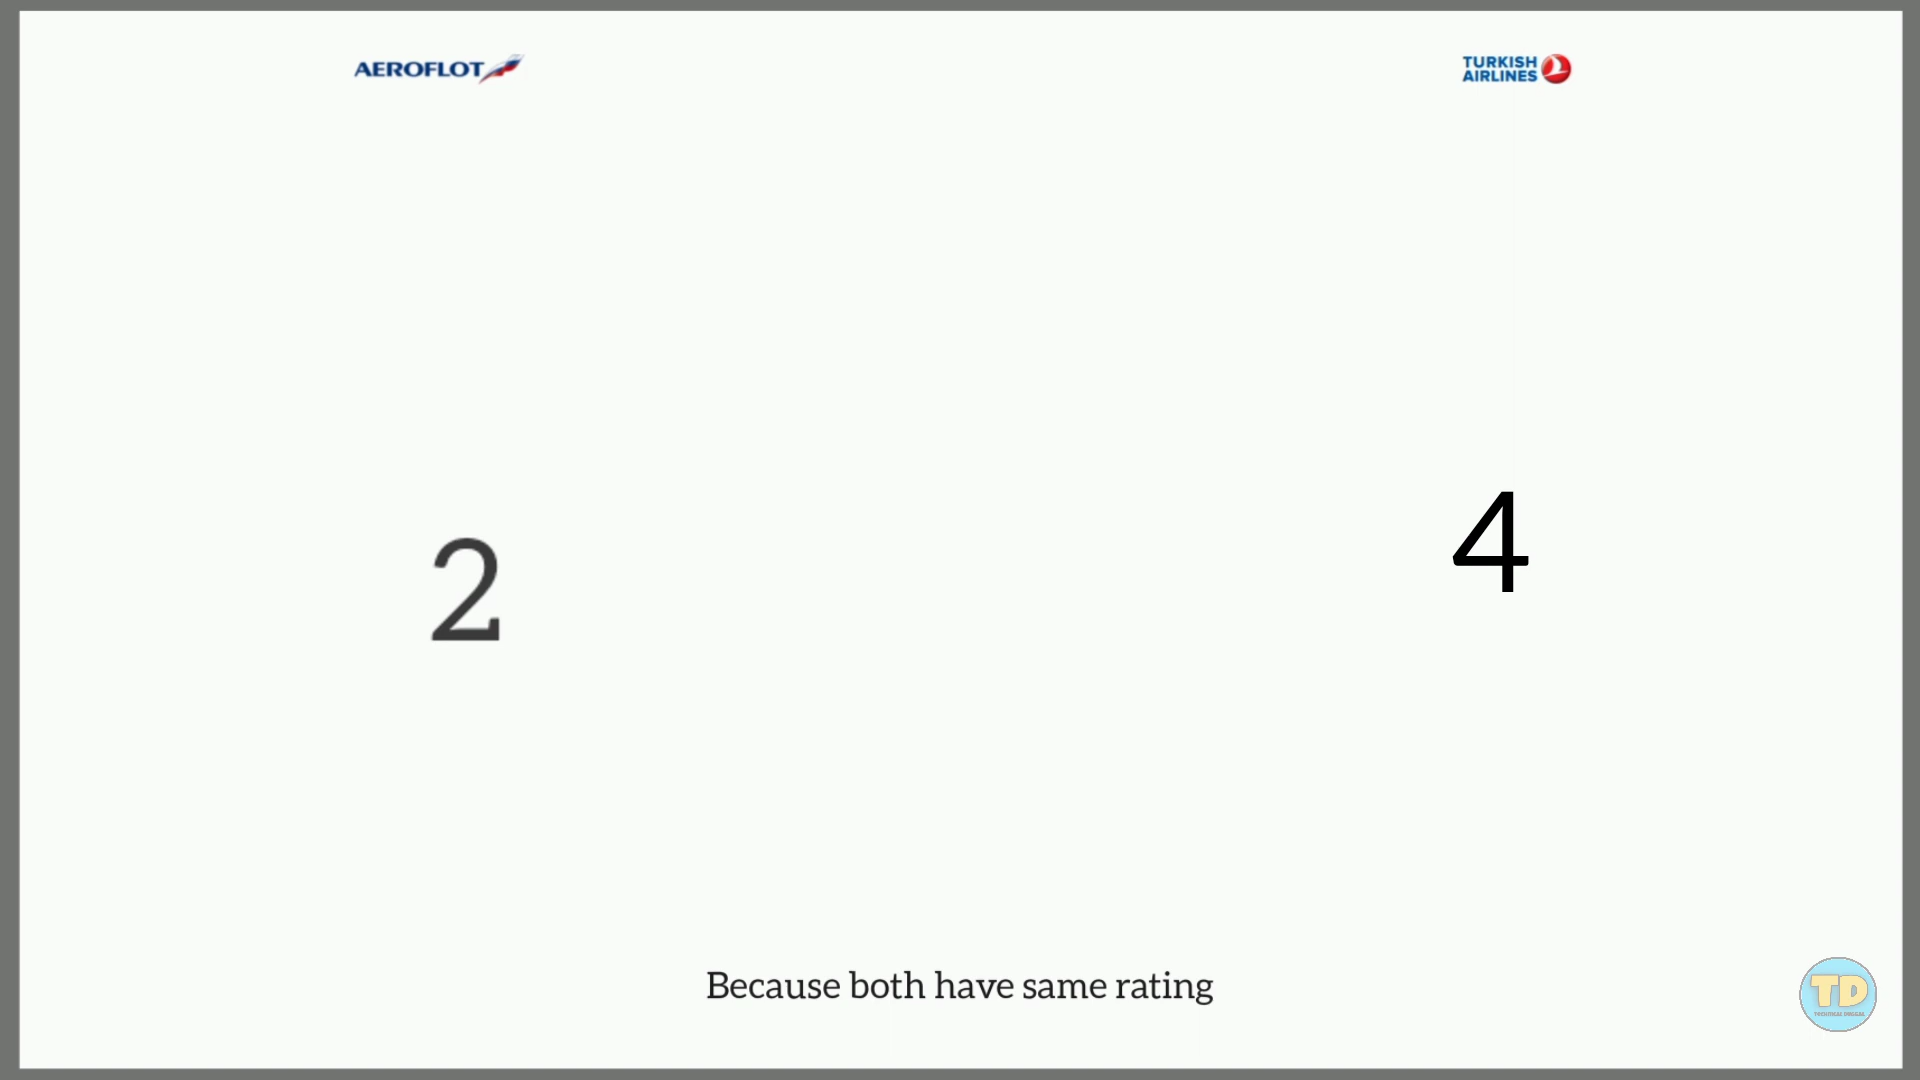 AEROFLOT
TURKISH
AIRLINES
2
4
Because both have same rating
TD